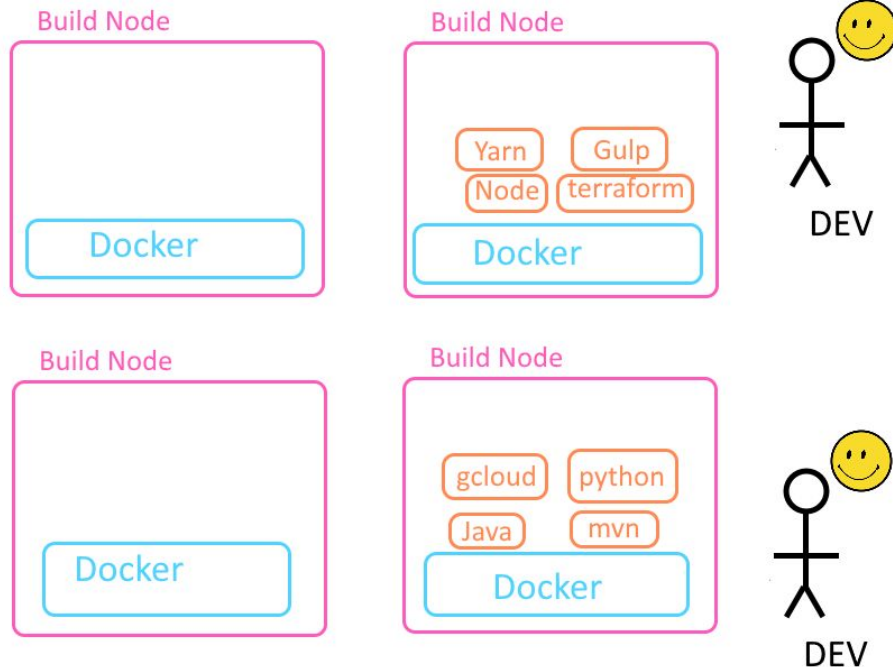 Build Node
Build Node
Yarn
Gulp
Node
terraform
Docker
Docker
DEV
Build Node
Build Node
gcloud
python
Java
mvn
Docker
Docker
DEV